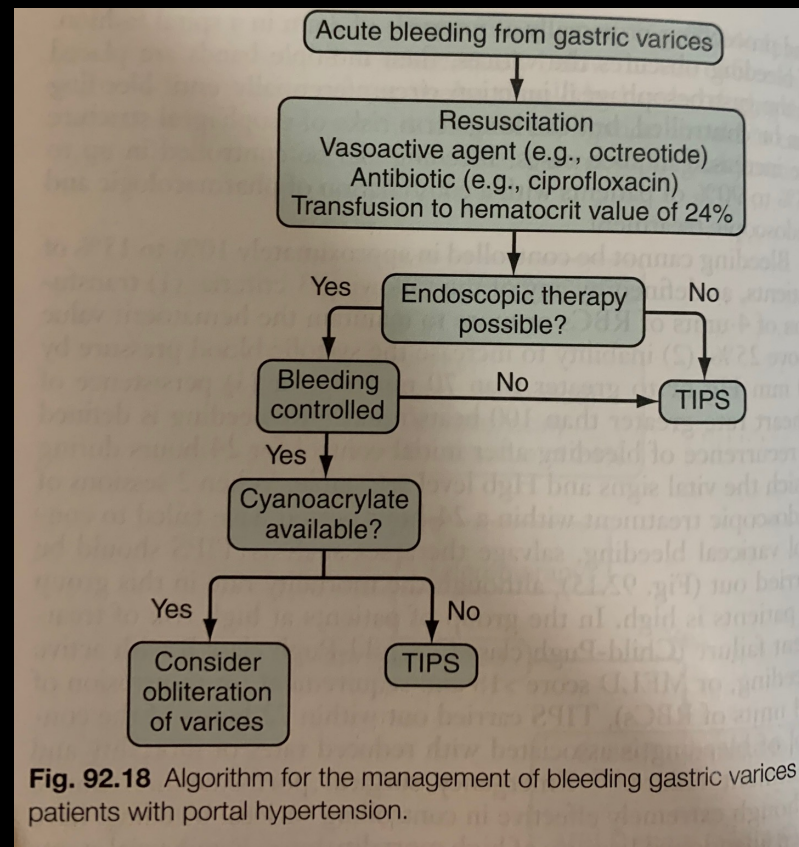 Acute bleeding from gastric varices
Resuscitation
Vasoactive agent (e.g., octreotide)
Antibiotic (e.g., ciprofloxacin)
Transfusion to hematocrit value of 24%
Yes
Endoscopic therapy
possible?
No
Bleeding
controlled
No
TIPS
Yes
Cyanoacrylate
available?
Yes
No
Consider
obliteration
of varices
TIPS
Fig. 92.18 Algorithm for the management of bleeding gastric varices
patients with portal hypertension.